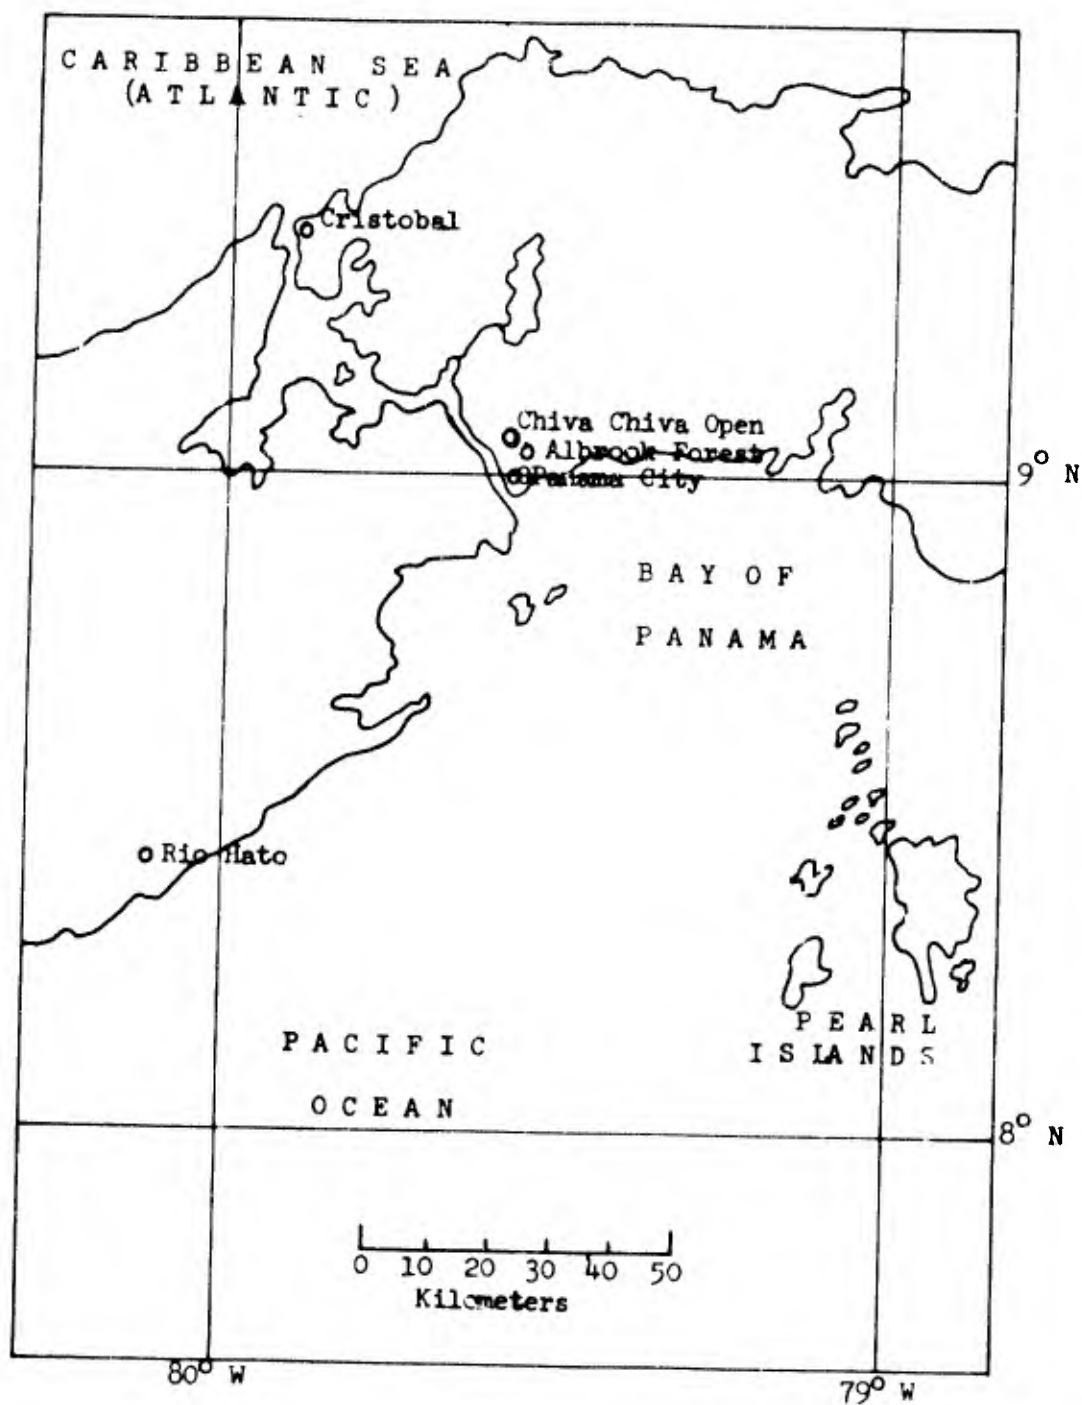 CARIBBEAN SEA
(ATLANTIC)
Cristobal
Chiva Chiva Open
Albrook Forest
Panama City
9° N
BAY OF
PANAMA
Rio Hato
PEARL
ISLANDS
PACIFIC
OCEAN
8° N
0 10 20 30 40 50
Kilometers
80° W
79° W